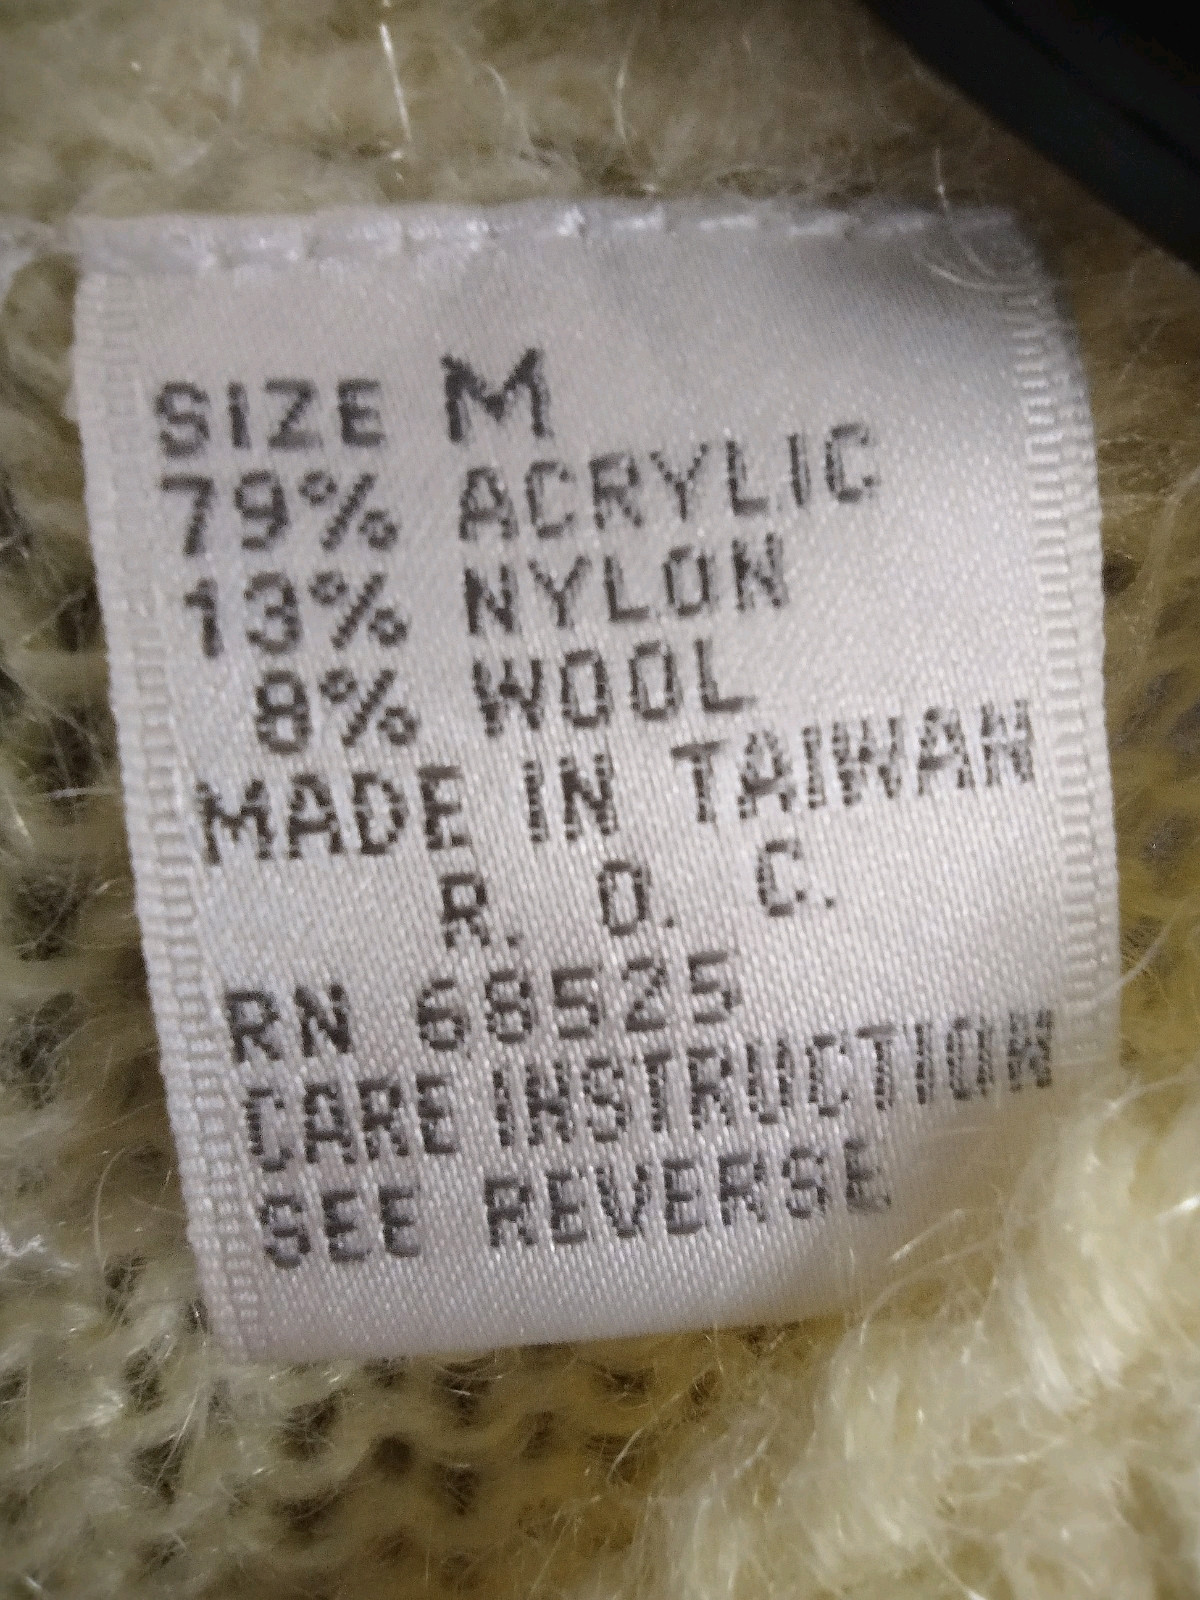 SIZE M
79% ACRYLIC
13% NYLON
8% WOOL
MADE IN TAIWAN
R. O. C.
RN 68525
CARE INSTRUCTION
SEE REVERSE